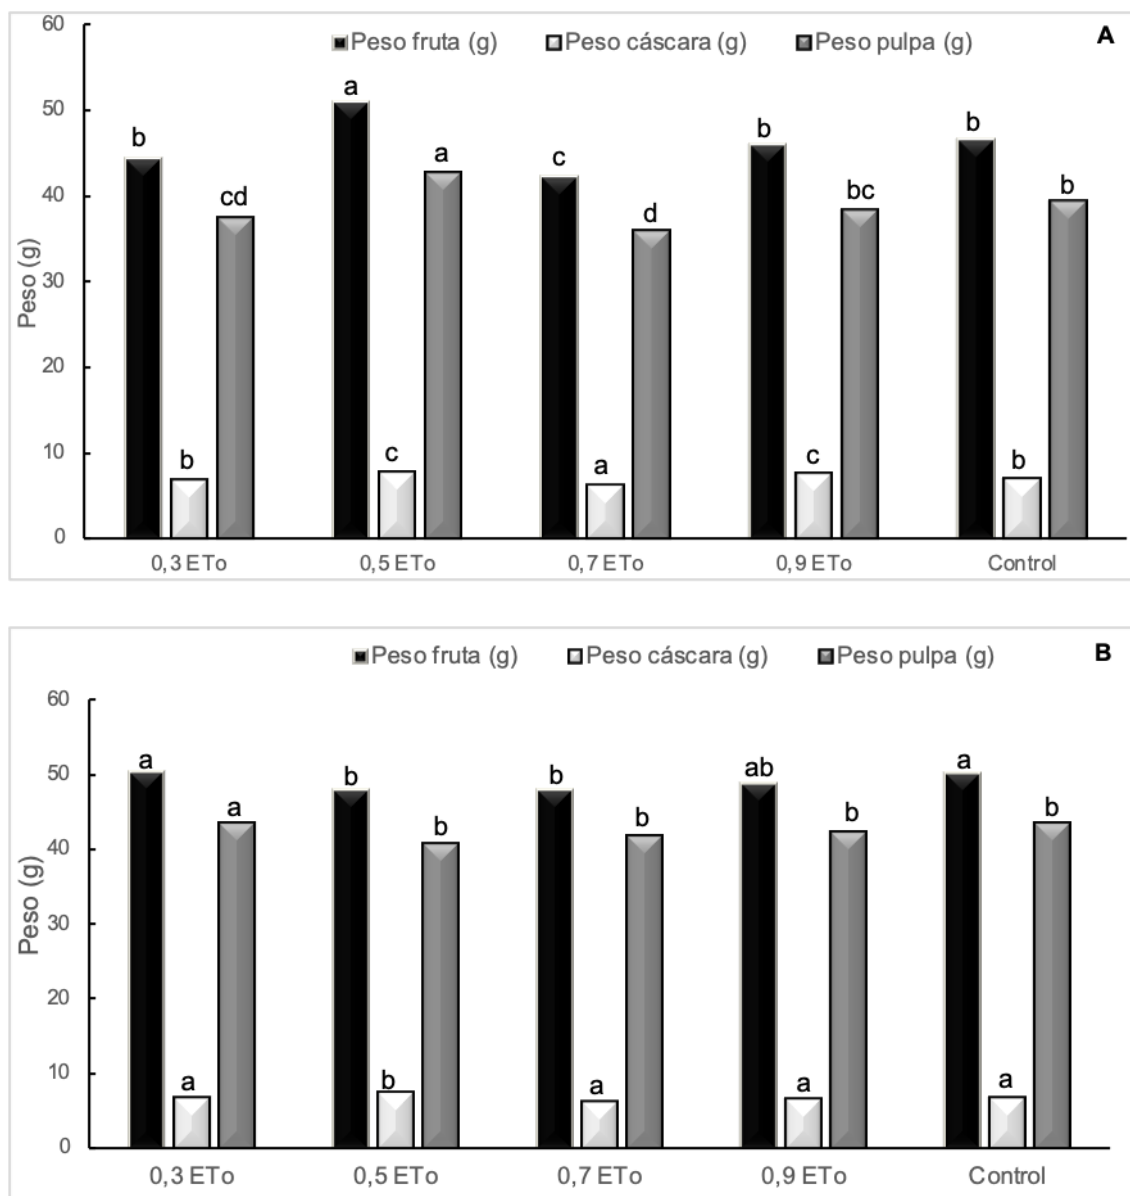 Peso fruta (g) Peso cáscara (g) Peso pulpa (g) A
60
50
40
30
20
10
0
Peso (g)
b b cd
a c a
c a d
b c bc
b b b
0,3 ETo 0,5 ETo 0,7 ETo 0,9 ETo Control
Peso fruta (g) Peso cáscara (g) Peso pulpa (g) B
60
50
40
30
20
10
0
Peso (g)
a a a
b b b
b a b
ab a b
a a b
0,3 ETo 0,5 ETo 0,7 ETo 0,9 ETo Control